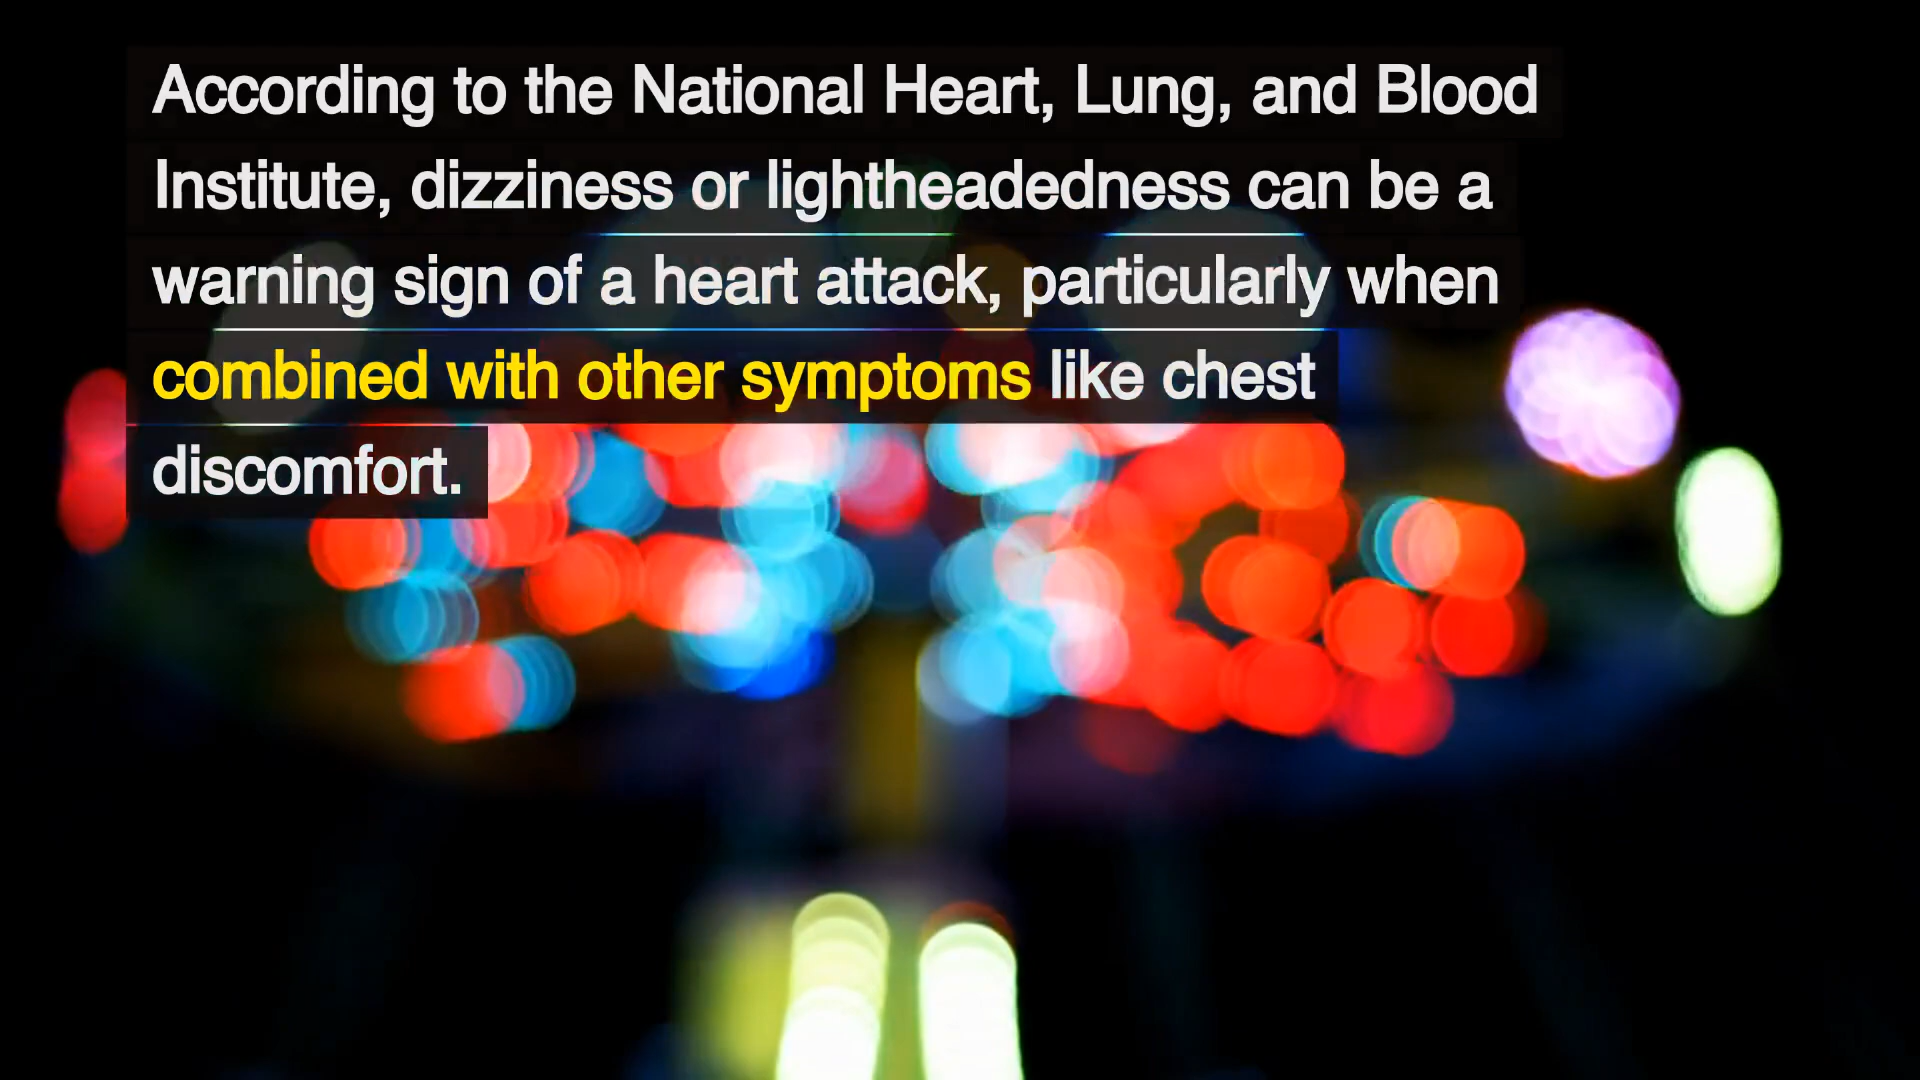 According to the National Heart, Lung, and Blood
Institute, dizziness or lightheadedness can be a
warning sign of a heart attack, particularly when
combined with other symptoms like chest
discomfort.